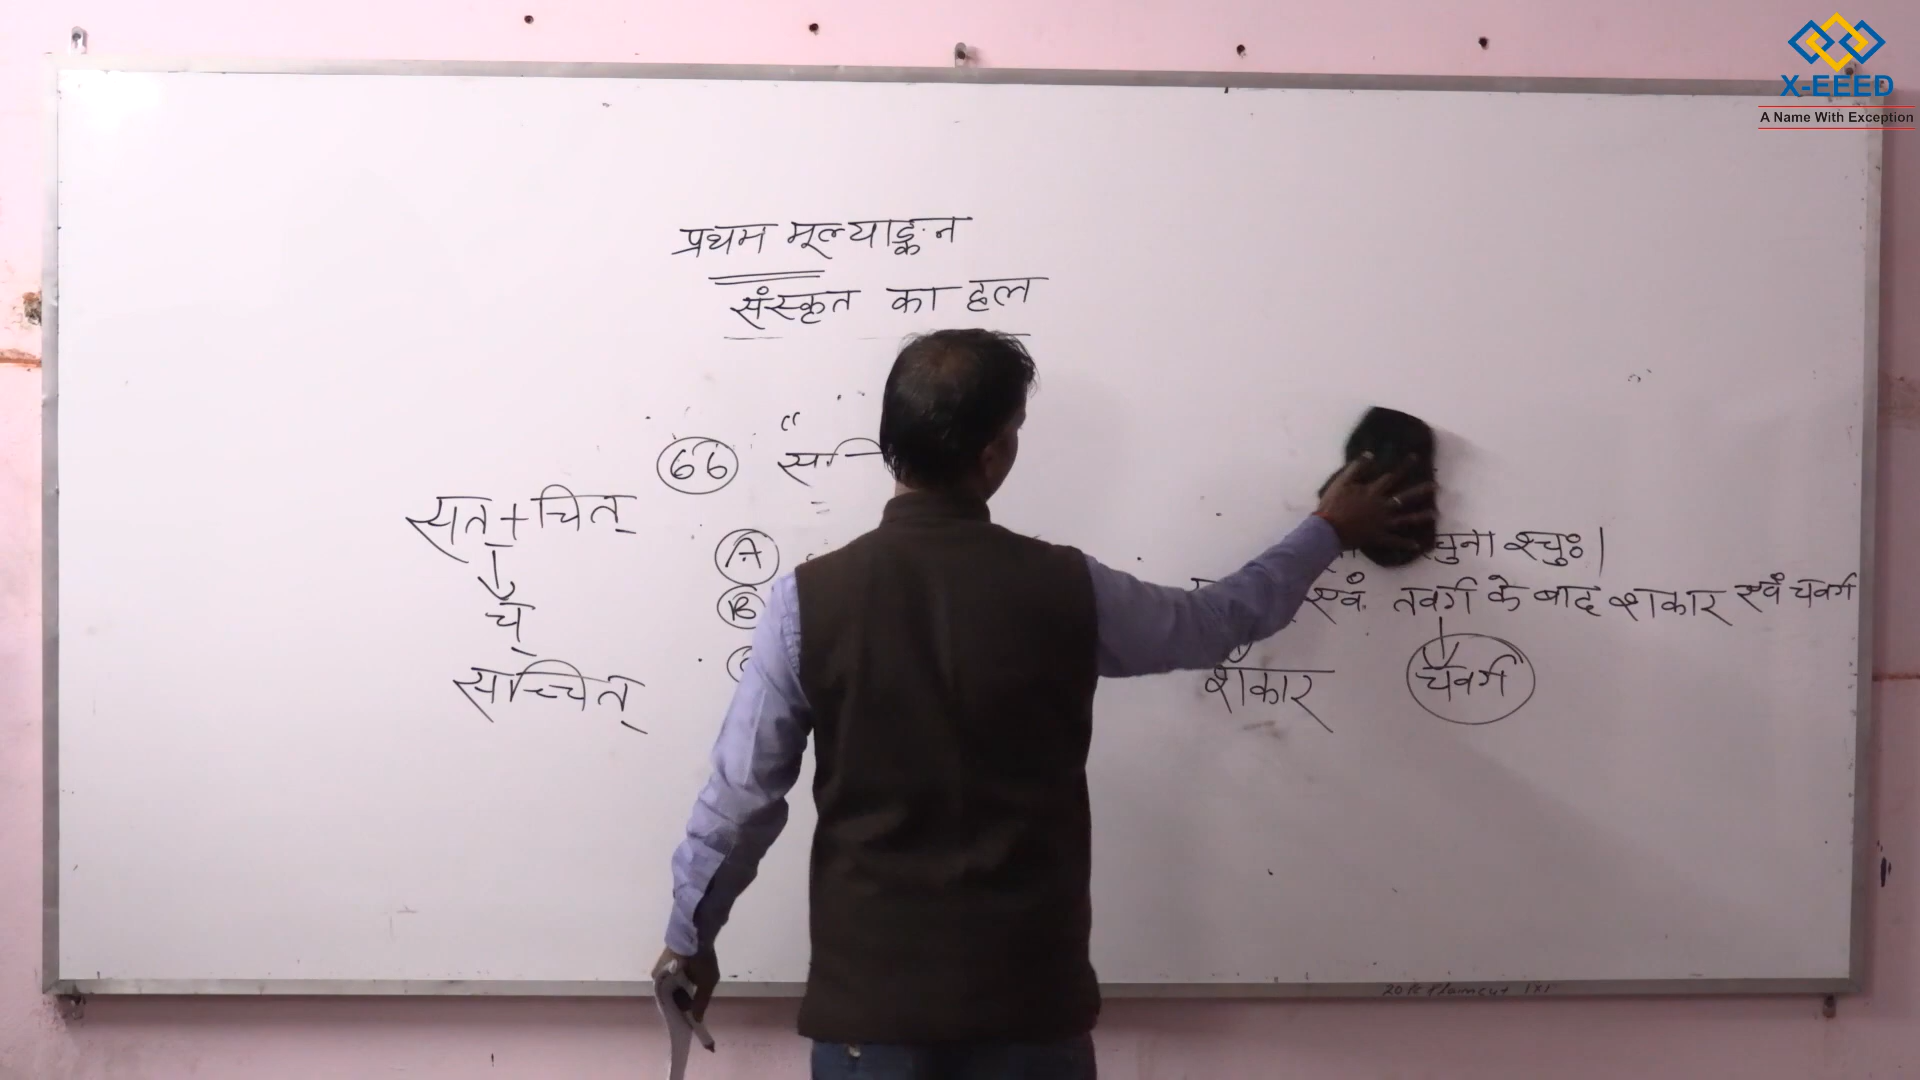 X-EEED
A Name With Exception
प्रथम मूल्याङ्कन
संस्कृत का हल
66
सत् + चित्
च्
सच्चित्
A
B
श्चुः।
एवं तवर्ग के बाद शकार एवं चवर्ग
शकार
चवर्ग